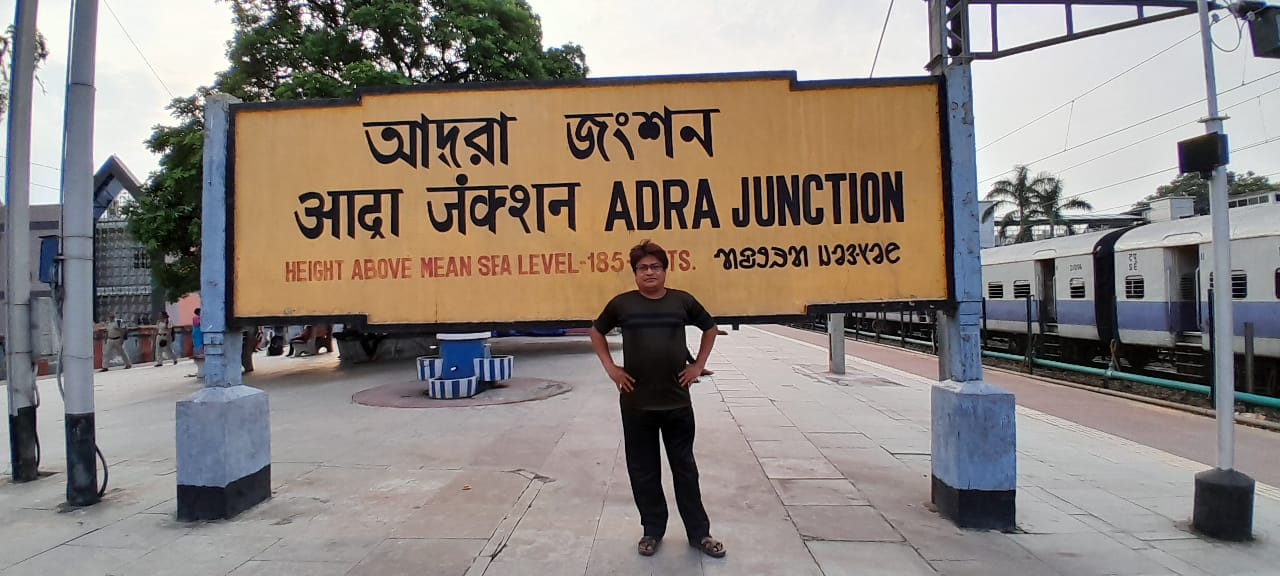 আদ্‌রা জংশন
आद्रा जंक्शन ADRA JUNCTION
HEIGHT ABOVE MEAN SEA LEVEL-185